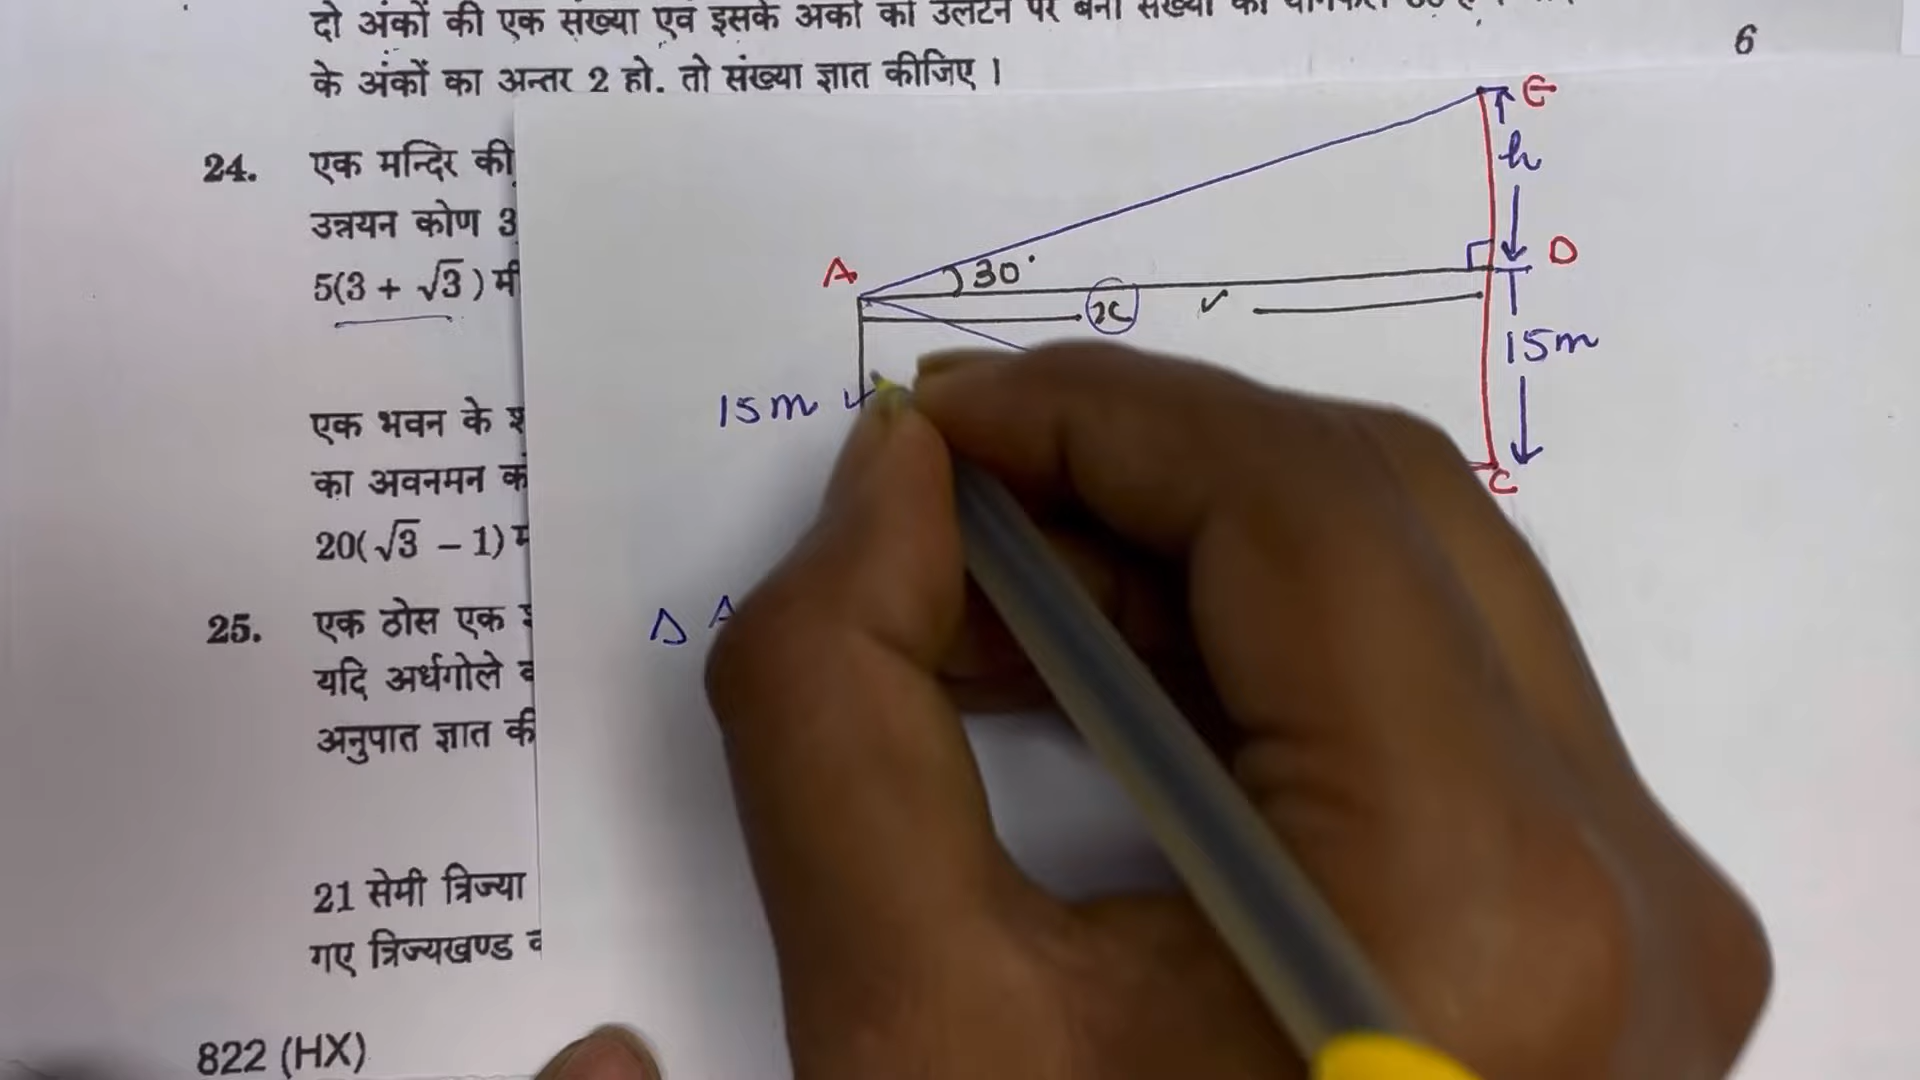 दो अंकों की एक संख्या एवं इसके अंकों को उलटने पर बनी संख्या का
6
के अंकों का अन्तर 2 हो. तो संख्या ज्ञात कीजिए ।
24. एक मन्दिर की
उन्नयन कोण 3
5(3 + √3) मी
एक भवन के
का अवनमन
20(√3 – 1)
25. एक ठोस एक
यदि अर्धगोले
अनुपात ज्ञात की
21 सेमी त्रिज्या
गए त्रिज्यखण्ड
822 (HX)
h
A
30°
D
x
15m
15m
C
Δ A